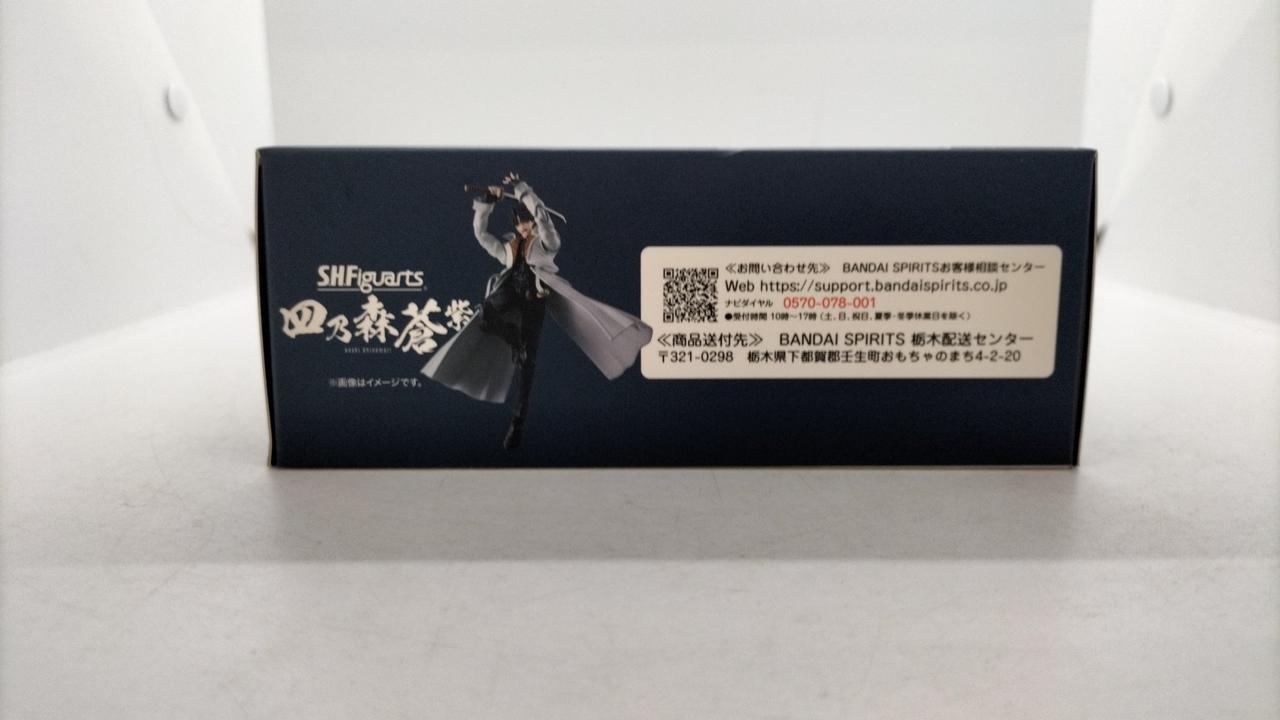 S.H.Figuarts
四乃森蒼紫
Aoshi Shinomori
※画像はイメージです。
≪お問い合わせ先≫ BANDAI SPIRITSお客様相談センター
Web https://support.bandaispirits.co.jp
ナビダイヤル 0570-078-001
●受付時間 10時～17時（土、日、祝日、夏季・冬季休業日を除く）
≪商品送付先≫ BANDAI SPIRITS 栃木配送センター
〒321-0298 栃木県下都賀郡壬生町おもちゃのまち4-2-20